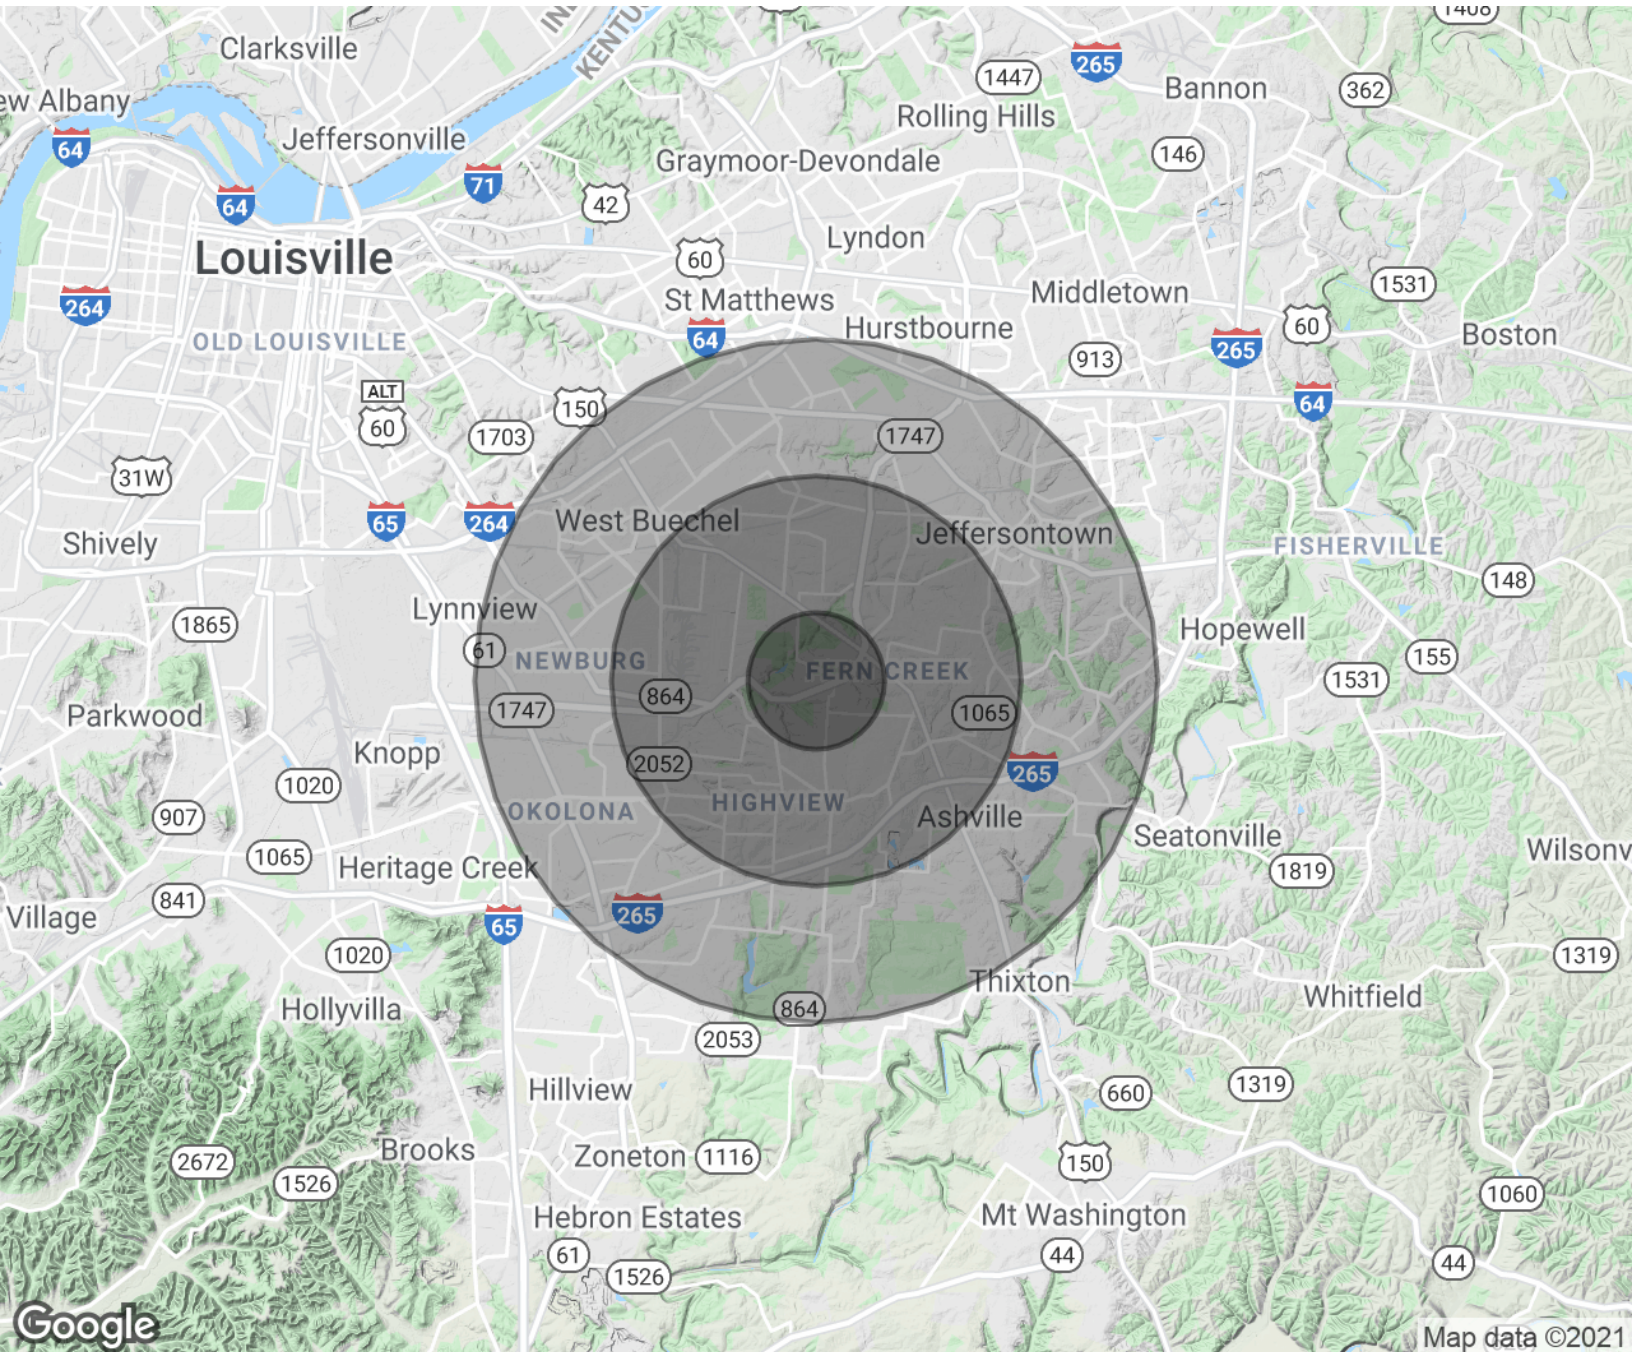 Clarksville
IN
KENTU
265
1447
1408
Bannon
362
ew Albany
Rolling Hills
64
Jeffersonville
146
Graymoor-Devondale
71
64
42
Lyndon
Louisville
60
264
St Matthews
Middletown
1531
Hurstbourne
60
Boston
OLD LOUISVILLE
64
913
265
ALT
60
150
64
1703
1747
31W
65
264
West Buechel
Jeffersontown
Shively
FISHERVILLE
148
Lynnview
1865
Hopewell
61
NEWBURG
FERN CREEK
155
1531
864
1747
1065
Parkwood
Knopp
2052
265
1020
HIGHVIEW
907
OKOLONA
Ashville
Seatonville
1065
Heritage Creek
Wilsonv
1819
841
Village
65
265
1020
1319
Thixton
Hollyvilla
864
Whitfield
2053
Hillview
660
1319
Brooks
Zoneton
1116
2672
150
1526
1060
Hebron Estates
Mt Washington
61
44
44
1526
Google
Map data ©2021